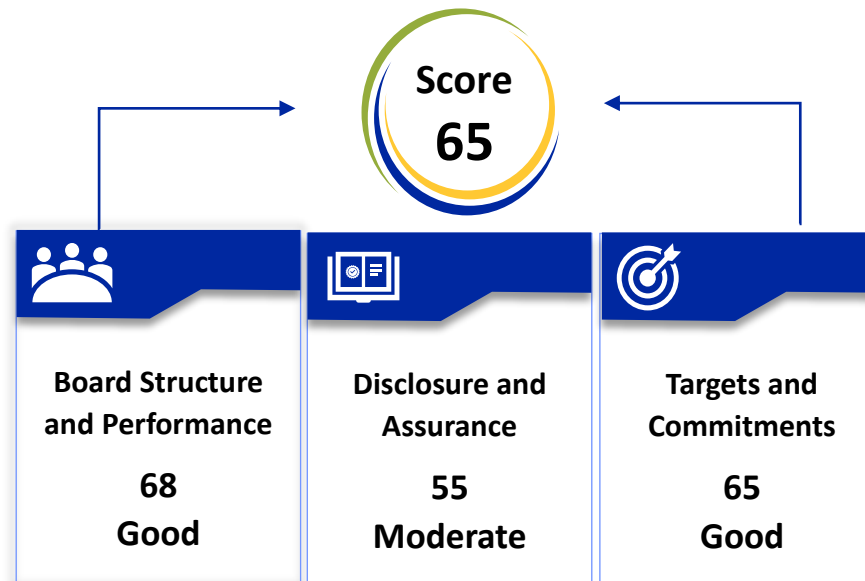 Score
65
Board Structure
and Performance
68
Good
Disclosure and
Assurance
55
Moderate
Targets and
Commitments
65
Good